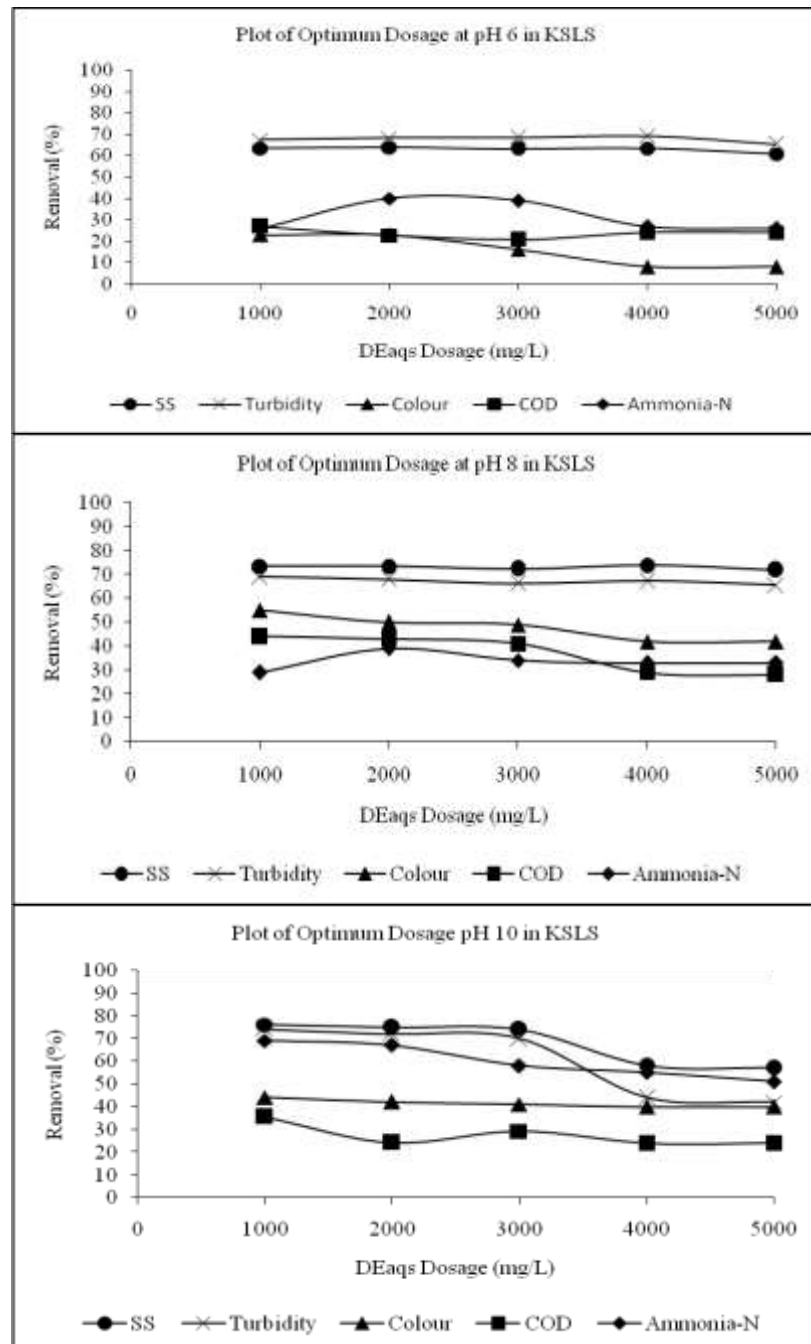 Plot of Optimum Dosage at pH 6 in KSLS
100
90
80
70
60
50
40
30
20
10
0
Removal (%)
0 1000 2000 3000 4000 5000
DEaqs Dosage (mg/L)
SS Turbidity Colour COD Ammonia-N
Plot of Optimum Dosage at pH 8 in KSLS
100
90
80
70
60
50
40
30
20
10
0
Removal (%)
0 1000 2000 3000 4000 5000
DEaqs Dosage (mg/L)
SS Turbidity Colour COD Ammonia-N
Plot of Optimum Dosage pH 10 in KSLS
100
90
80
70
60
50
40
30
20
10
0
Removal (%)
0 1000 2000 3000 4000 5000
DEaqs Dosage (mg/L)
SS Turbidity Colour COD Ammonia-N